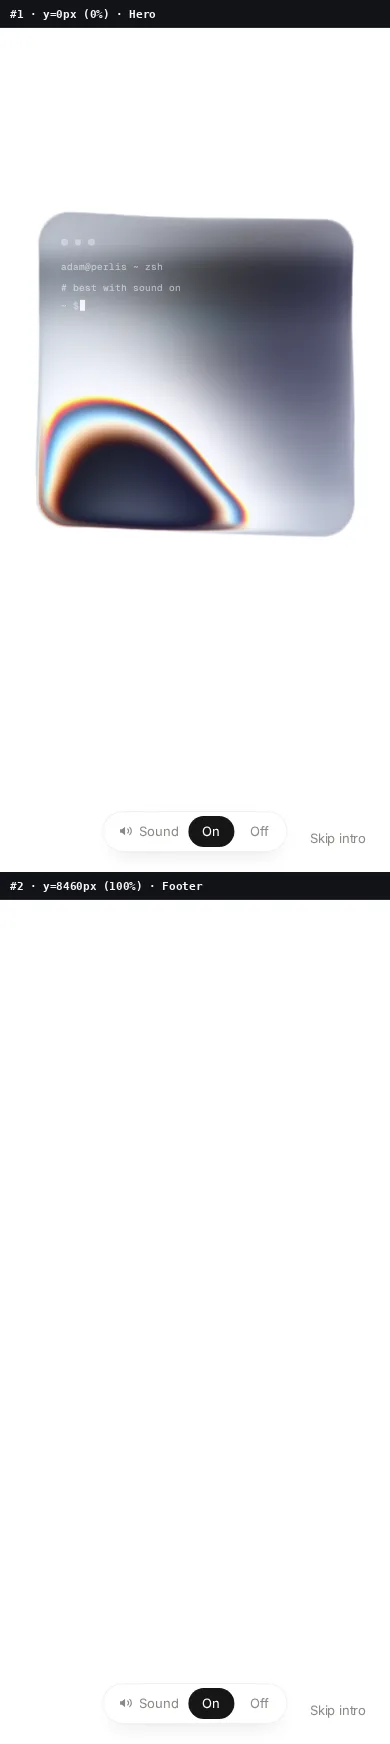 #1 · y=0px (0%) · Hero
adam@perlis ~ zsh
# best with sound on
~ $
Sound On Off
Skip intro
#2 · y=8460px (100%) · Footer
Sound On Off
Skip intro